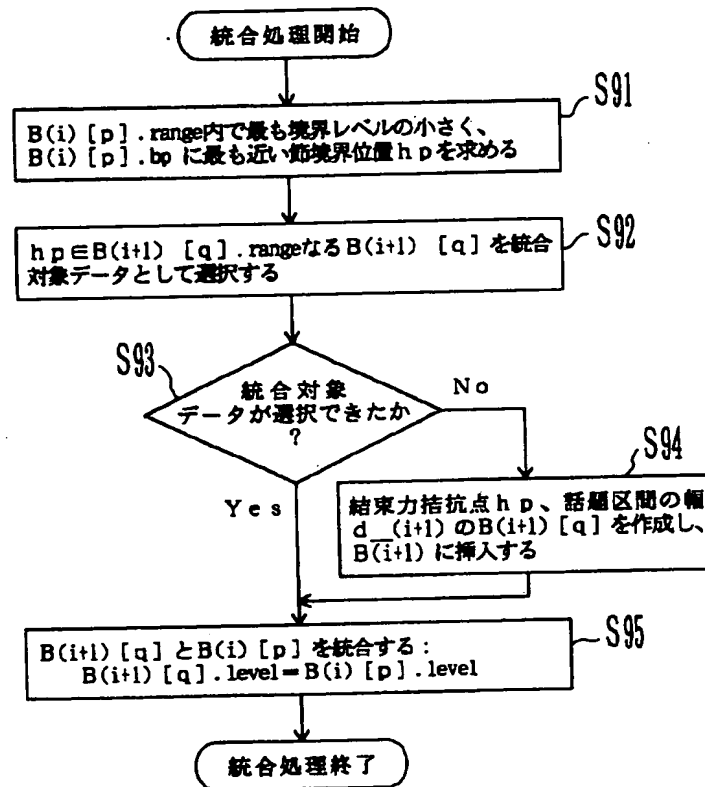 統合処理開始
S91
B(i)[p].range内で最も境界レベルの小さく、
B(i)[p].bpに最も近い節境界位置hpを求める
S92
hp∈B(i+1) [q].rangeなるB(i+1) [q]を統合
対象データとして選択する
S93
統合対象
データが選択できたか
?
No
Yes
S94
結束力拮抗点hp、話題区間の幅
d_(i+1)のB(i+1)[q]を作成し、
B(i+1)に挿入する
S95
B(i+1)[q]とB(i)[p]を統合する:
B(i+1)[q].level=B(i)[p].level
統合処理終了